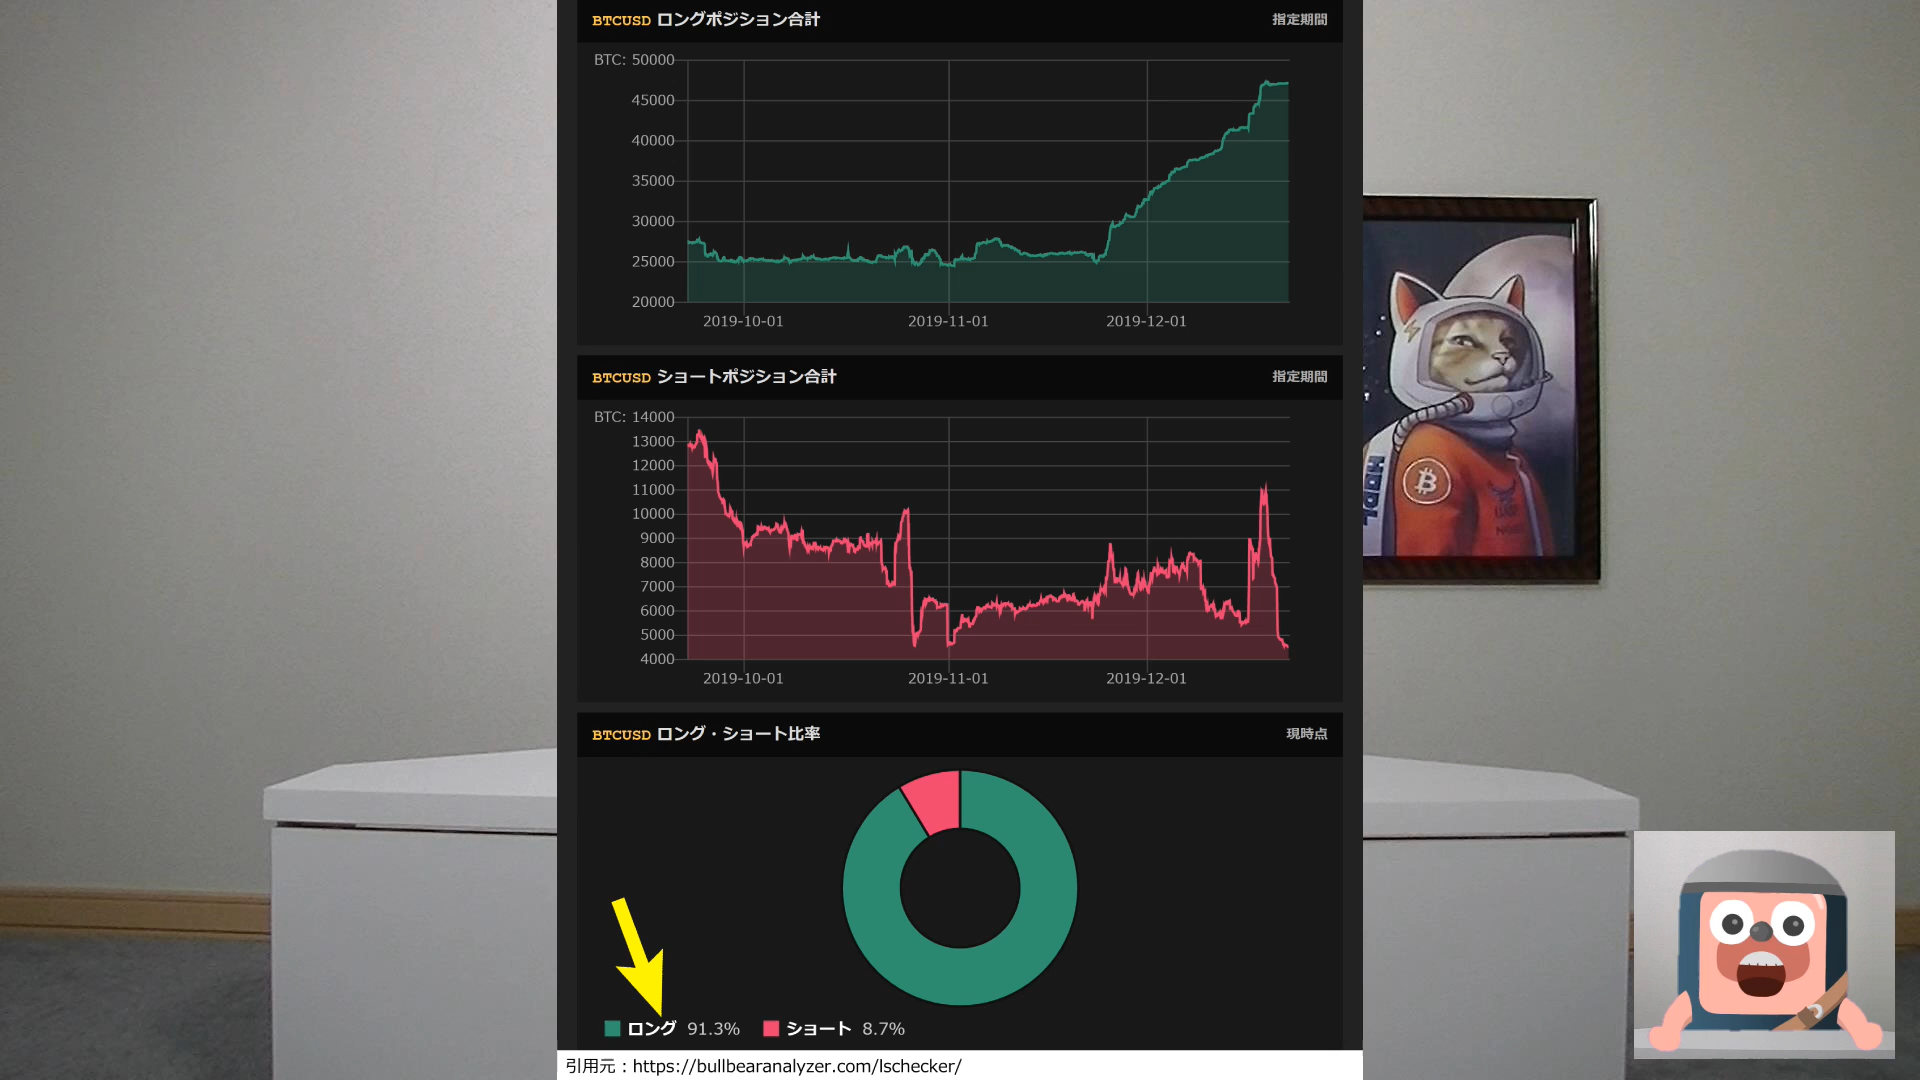 BTCUSD ロングポジション合計 指定期間
BTC: 50000
45000
40000
35000
30000
25000
20000
2019-10-01 2019-11-01 2019-12-01
BTCUSD ショートポジション合計 指定期間
BTC: 14000
13000
12000
11000
10000
9000
8000
7000
6000
5000
4000
2019-10-01 2019-11-01 2019-12-01
BTCUSD ロング・ショート比率 現時点
ロング 91.3% ショート 8.7%
引用元：https://bullbearanalyzer.com/lschecker/
HODL